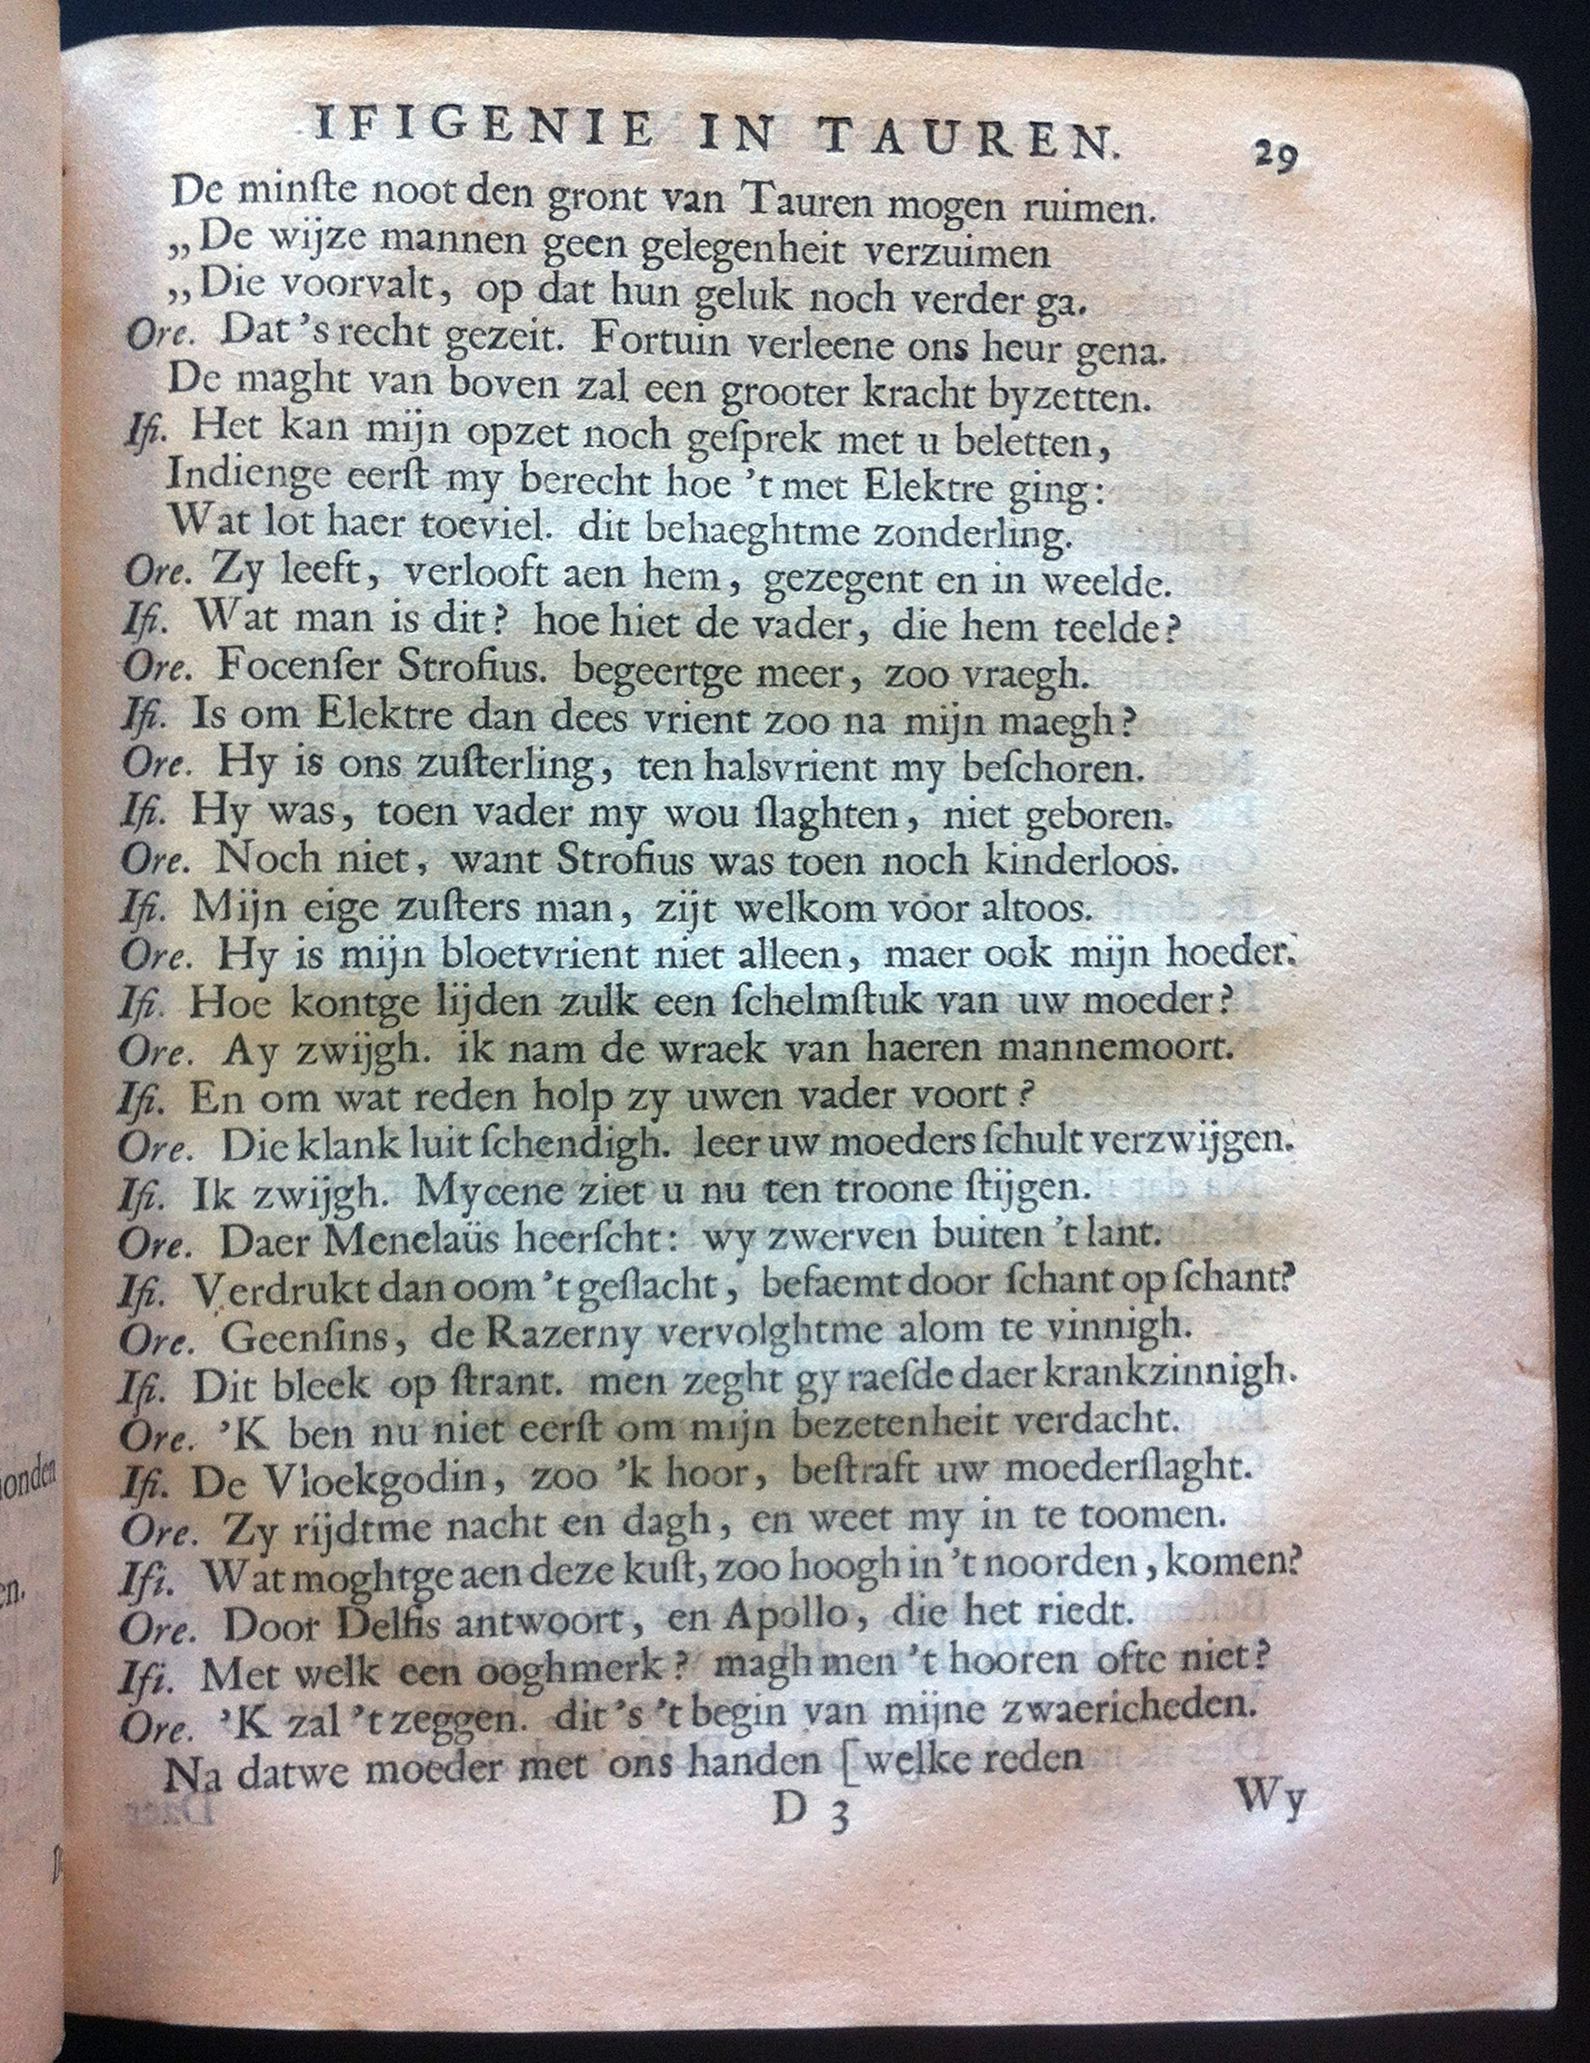 IFIGENIE IN TAUREN. 29
De minſte noot den gront van Tauren mogen ruimen.
„De wijze mannen geen gelegenheit verzuimen
„Die voorvalt, op dat hun geluk noch verder ga.
Ore. Dat 's recht gezeit. Fortuin verleene ons heur gena.
De maght van boven zal een grooter kracht byzetten.
Ifi. Het kan mijn opzet noch geſprek met u beletten,
Indienge eerſt my berecht hoe 't met Elektre ging:
Wat lot haer toeviel. dit behaeghtme zonderling.
Ore. Zy leeft, verlooft aen hem, gezegent en in weelde.
Ifi. Wat man is dit? hoe hiet de vader, die hem teelde?
Ore. Focenſer Strofius. begeertge meer, zoo vraegh.
Ifi. Is om Elektre dan dees vrient zoo na mijn maegh?
Ore. Hy is ons zuſterling, ten halsvrient my beſchoren.
Ifi. Hy was, toen vader my wou ſlaghten, niet geboren.
Ore. Noch niet, want Strofius was toen noch kinderloos.
Ifi. Mijn eige zuſters man, zijt welkom voor altoos.
Ore. Hy is mijn bloetvrient niet alleen, maer ook mijn hoeder.
Ifi. Hoe kontge lijden zulk een ſchelmſtuk van uw moeder?
Ore. Ay zwijgh. ik nam de wraek van haeren mannemoort.
Ifi. En om wat reden holp zy uwen vader voort?
Ore. Die klank luit ſchendigh. leer uw moeders ſchult verzwijgen.
Ifi. Ik zwijgh. Mycene ziet u nu ten troone ſtijgen.
Ore. Daer Menelaüs heerſcht: wy zwerven buiten 't lant.
Ifi. Verdrukt dan oom 't geſlacht, befaemt door ſchant op ſchant?
Ore. Geenſins, de Razerny vervolghtme alom te vinnigh.
Ifi. Dit bleek op ſtrant. men zeght gy raeſde daer krankzinnigh.
Ore. 'K ben nu niet eerſt om mijn bezetenheit verdacht.
Ifi. De Vloekgodin, zoo 'k hoor, beſtraft uw moederſlaght.
Ore. Zy rijdtme nacht en dagh, en weet my in te toomen.
Ifi. Wat moghtge aen deze kuſt, zoo hoogh in 't noorden, komen?
Ore. Door Delfis antwoort, en Apollo, die het riedt.
Ifi. Met welk een ooghmerk? magh men 't hooren ofte niet?
Ore. 'K zal 't zeggen. dit 's 't begin van mijne zwaericheden.
Na datwe moeder met ons handen [welke reden
D 3 Wy
onden
en.